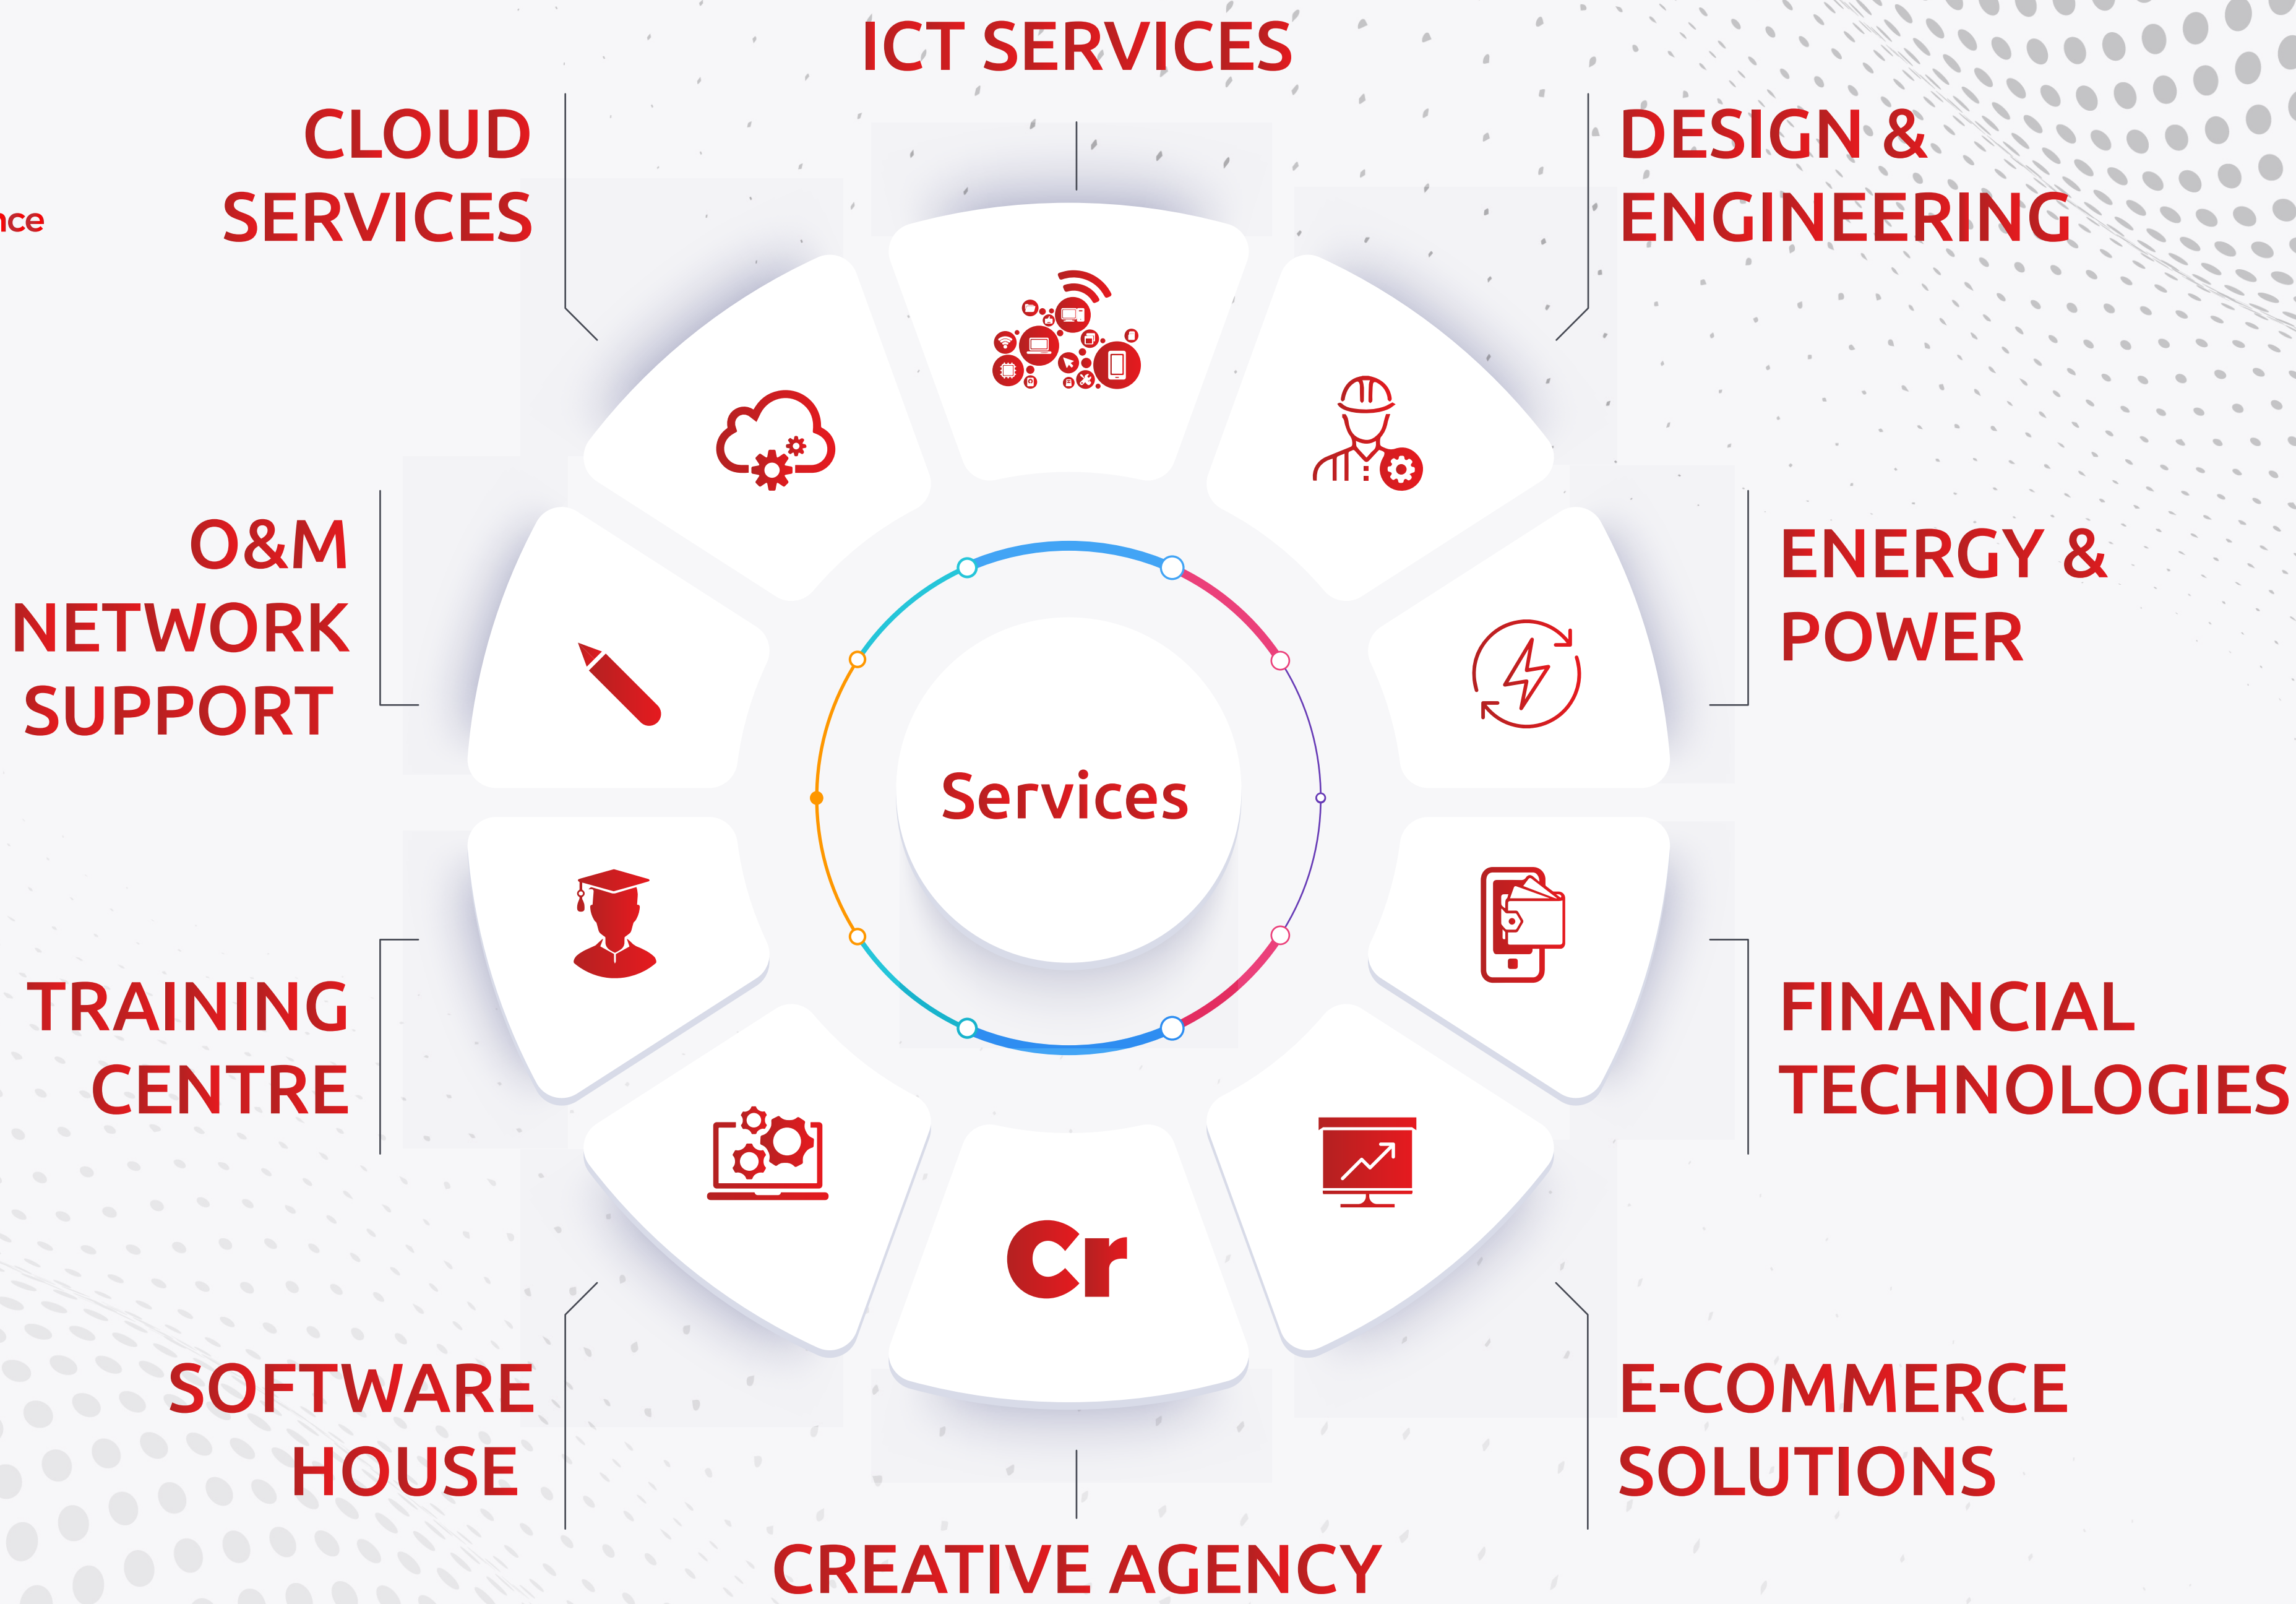 ICT SERVICES
CLOUD
SERVICES
DESIGN &
ENGINEERING
O&M
NETWORK
SUPPORT
ENERGY &
POWER
Services
TRAINING
CENTRE
FINANCIAL
TECHNOLOGIES
Cr
SOFTWARE
HOUSE
E-COMMERCE
SOLUTIONS
CREATIVE AGENCY